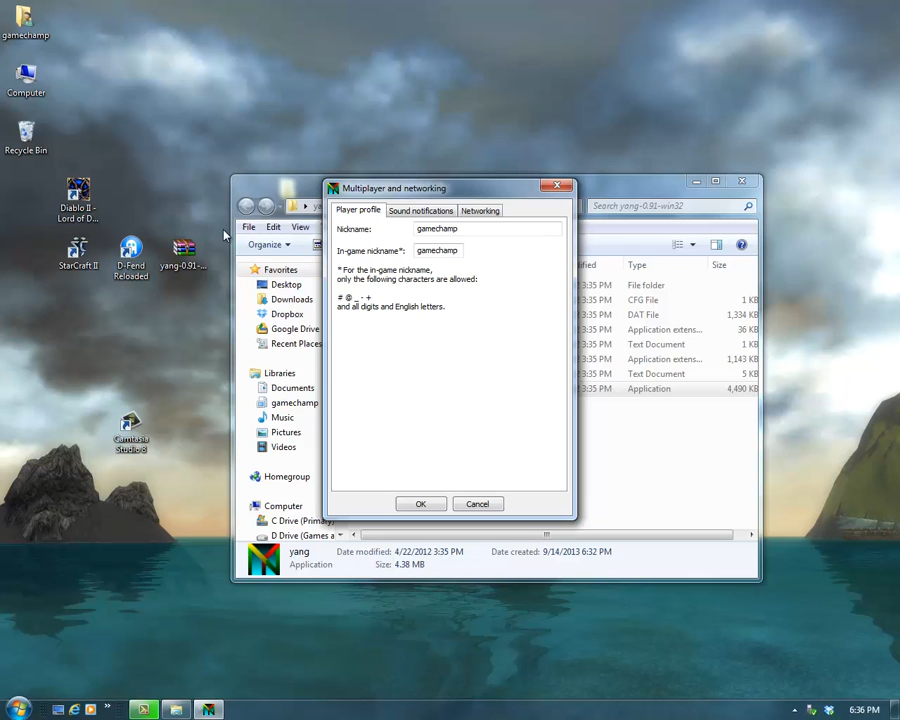 gamechamp
Computer
Recycle Bin
Diablo II -
Lord of D...
StarCraft II
D-Fend
Reloaded
yang-0.91-...
Camtasia
Studio 8
Search yang-0.91-win32
File Edit View
Organize
Favorites
Desktop
Downloads
Dropbox
Google Drive
Recent Places
Libraries
Documents
gamechamp
Music
Pictures
Videos
Homegroup
Computer
C Drive (Primary)
D Drive (Games a
Type Size
3:35 PM File folder
3:35 PM CFG File 1 KB
3:35 PM DAT File 1,334 KB
3:35 PM Application extens... 36 KB
3:35 PM Text Document 1 KB
3:35 PM Application extens... 1,143 KB
3:35 PM Text Document 5 KB
3:35 PM Application 4,490 KB
Multiplayer and networking
Player profile Sound notifications Networking
Nickname: gamechamp
In-game nickname*: gamechamp
* For the in-game nickname,
only the following characters are allowed:
# @ _ - +
and all digits and English letters.
OK Cancel
yang Date modified: 4/22/2012 3:35 PM Date created: 9/14/2013 6:32 PM
Application Size: 4.38 MB
6:36 PM